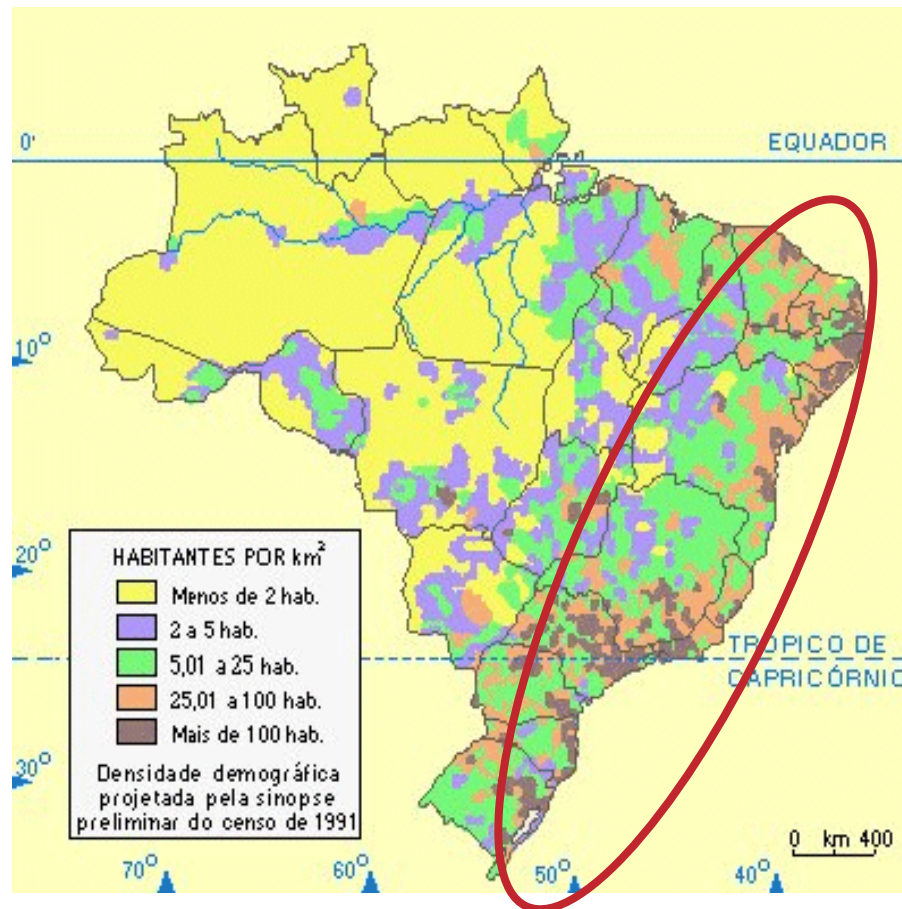 0'
EQUADOR
10°
20°
TROPICO DE
CAPRICÓRNIO
30°
HABITANTES POR km²
Menos de 2 hab.
2 a 5 hab.
5,01 a 25 hab.
25,01 a 100 hab.
Mais de 100 hab.
Densidade demográfica
projetada pela sinopse
preliminar do censo de 1991
0 km 400
70° 60° 50° 40°